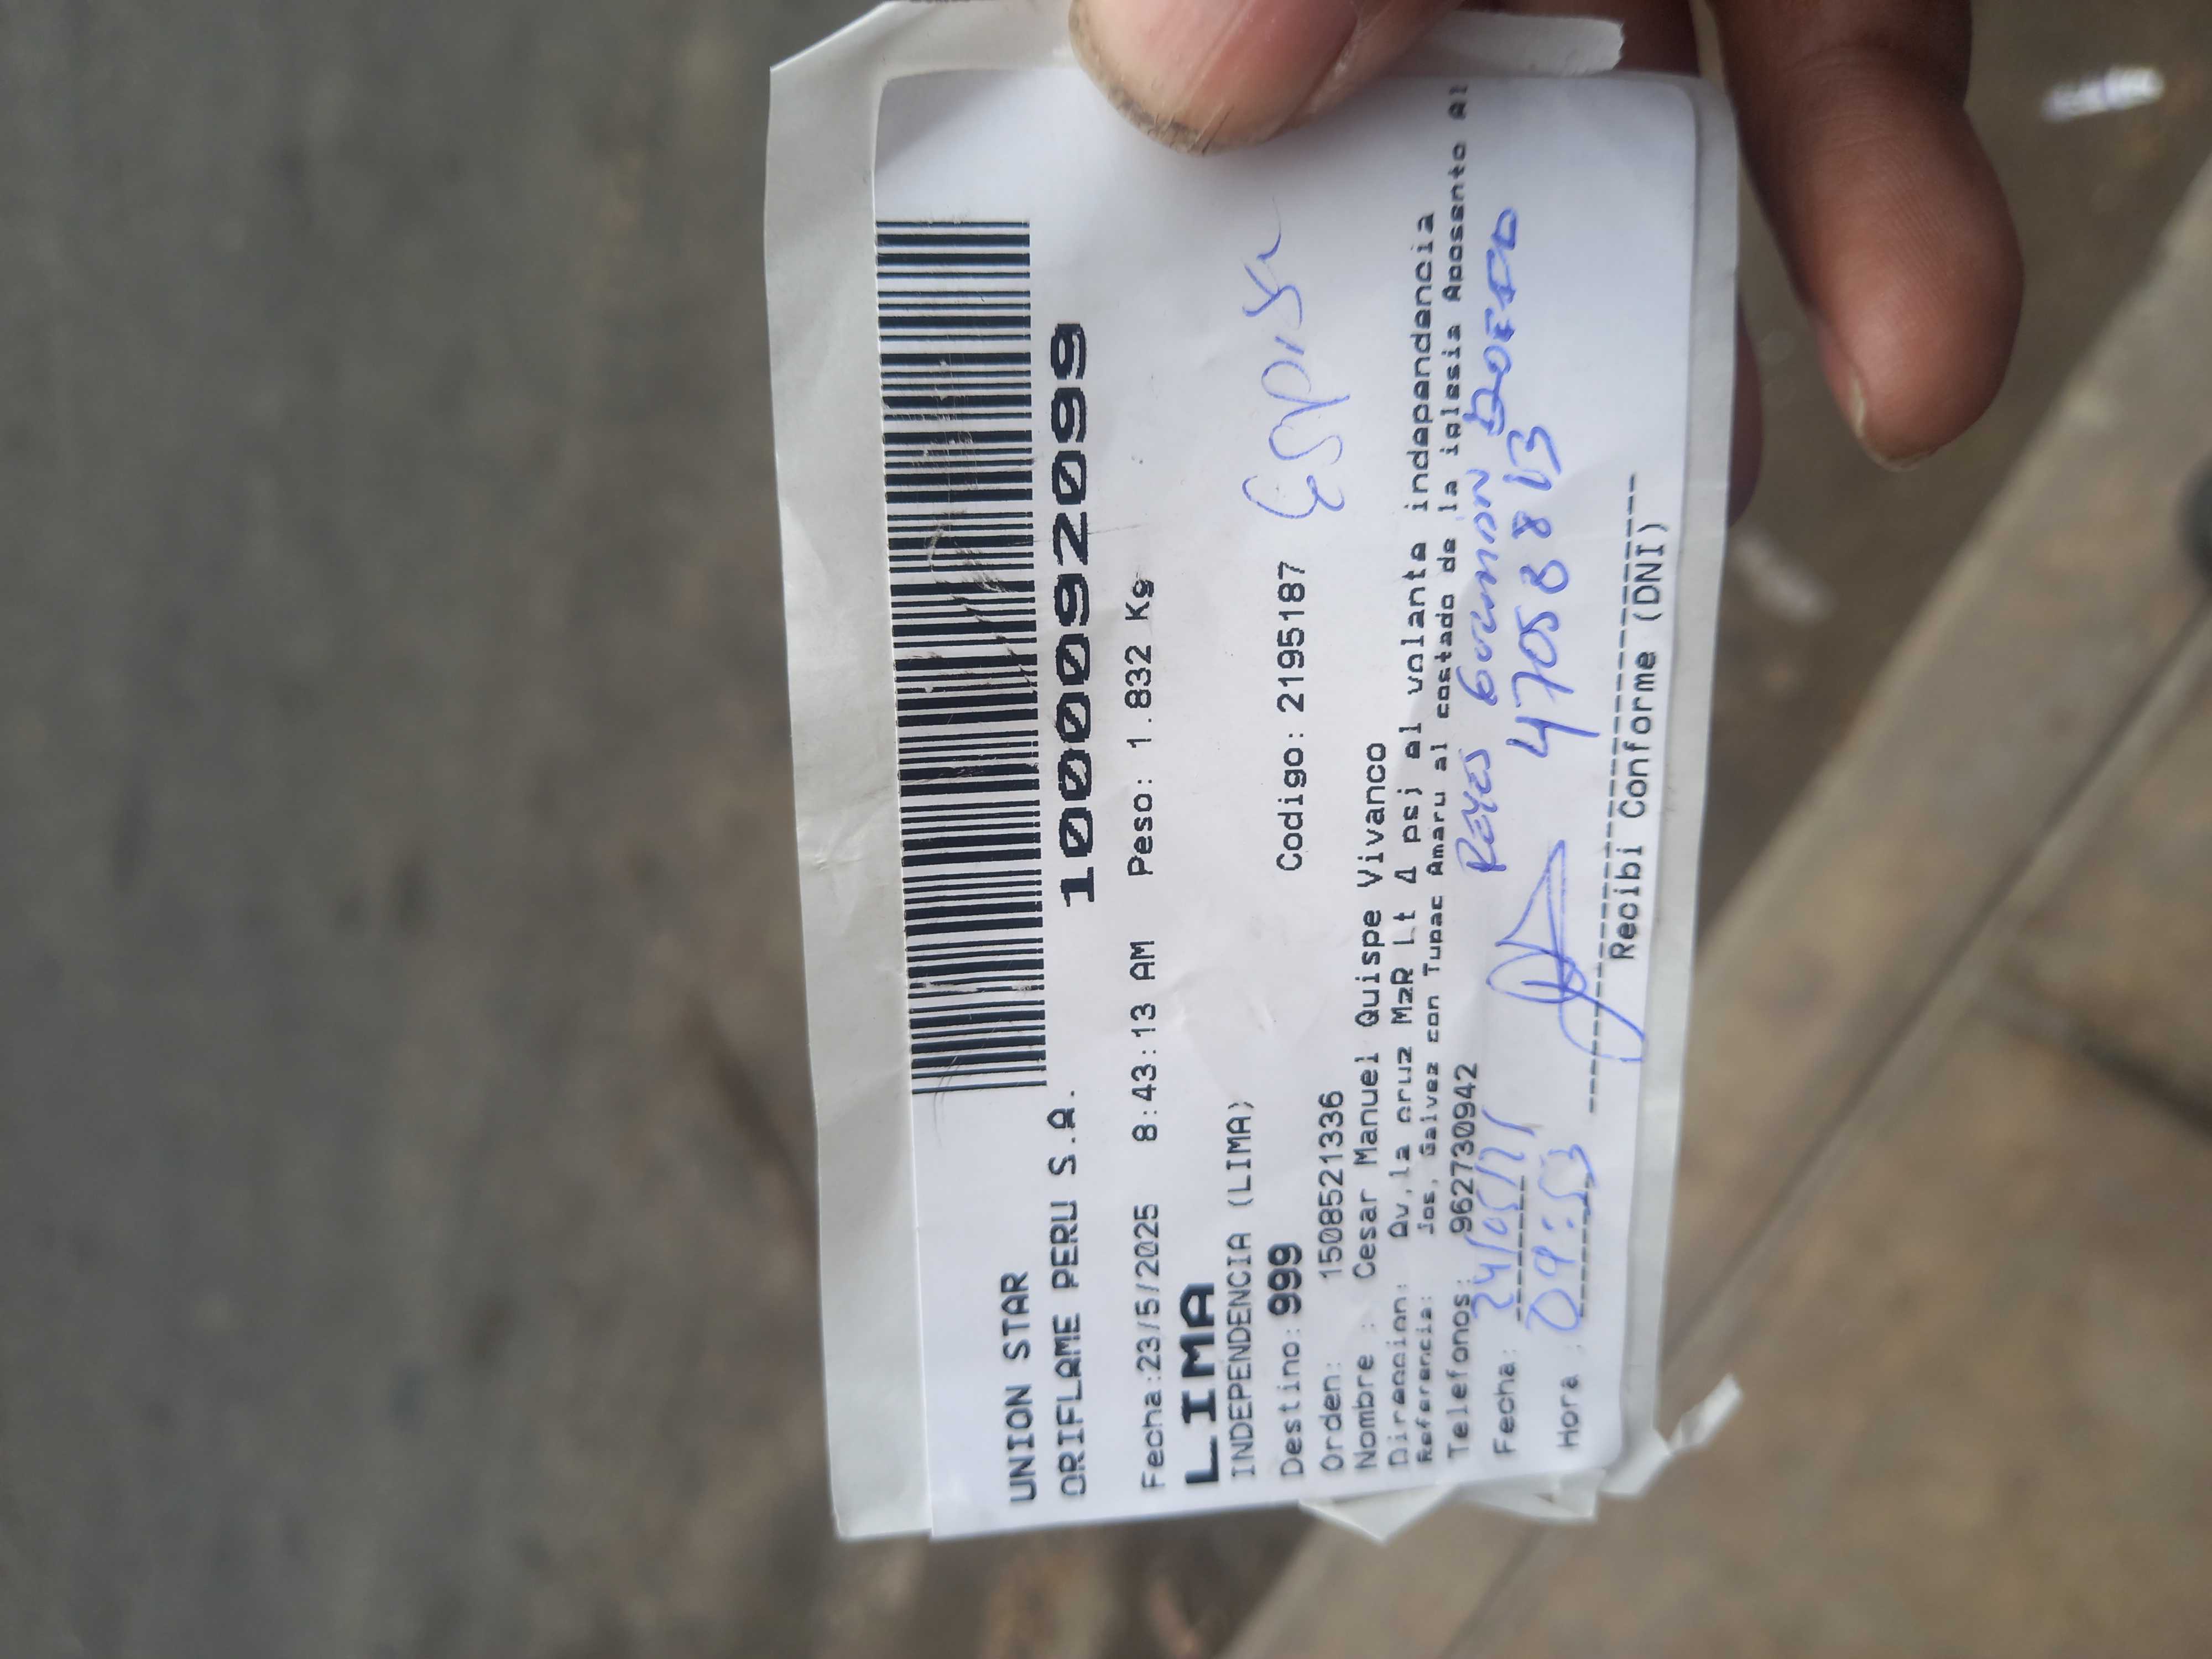 UNION STAR
ORIFLAME PERU S.A.
10000920999
Fecha:23/5/2025 8:43:13 AM Peso: 1.832 Kg
LIMA
INDEPENDENCIA (LIMA)
Destino: 999 Codigo: 2195187
Orden: 1508521336
Nombre : Cesar Manuel Quispe Vivanco
Direccion: Av.la cruz MzR Lt 4 psj el volante independencia
Referencia: jos. Galvez con Tupac Amaru al costado de la iglesia Aposento Al
Telefonos: 962730942
Reyes Guzman
Fecha: 24/05/
47058813
Hora : 09:53
Recibi Conforme (DNI)